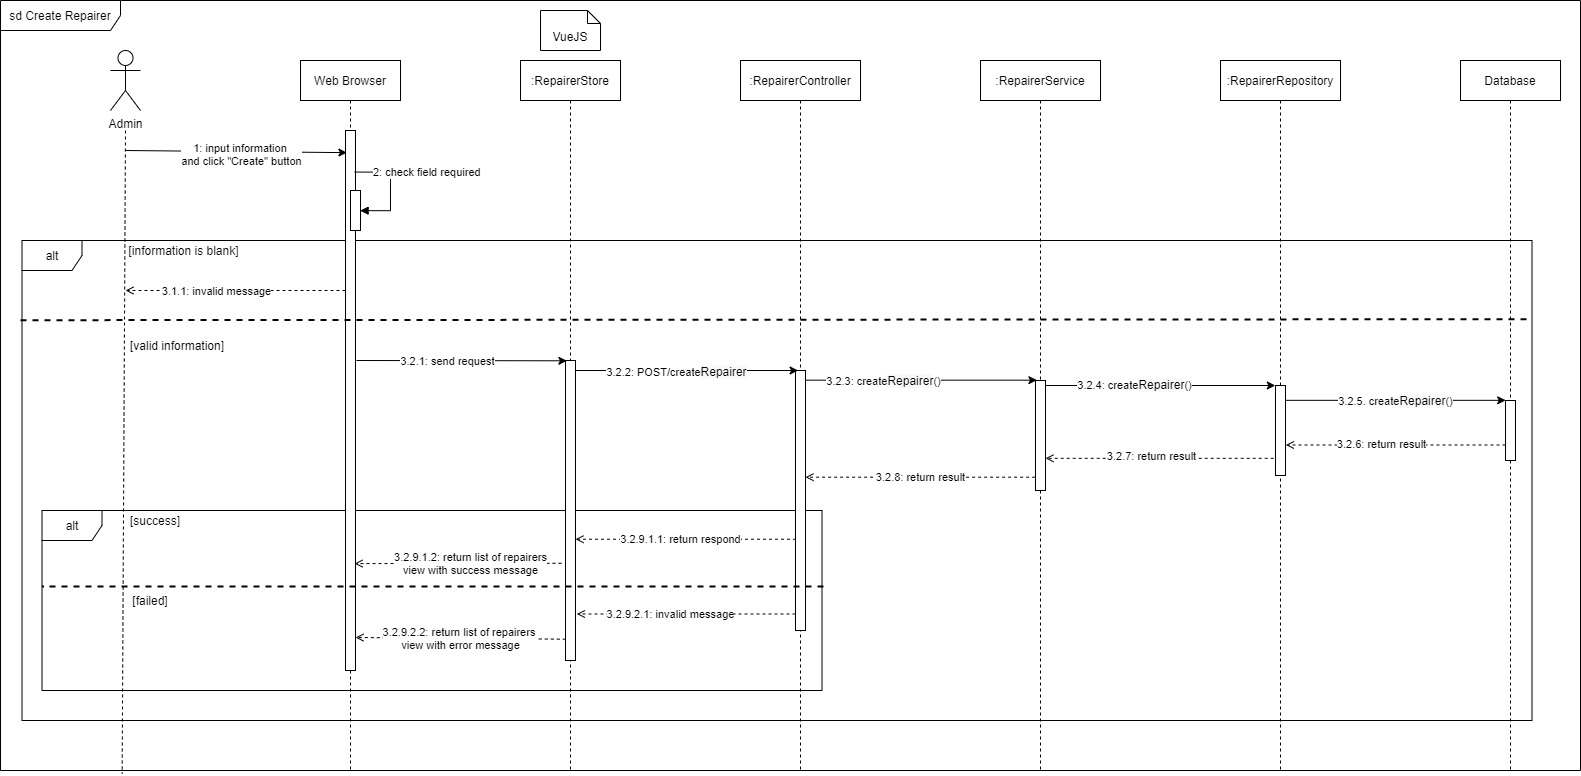 sd Create Repairer
VueJS
Admin
Web Browser
:RepairerStore
:RepairerController
:RepairerService
:RepairerRepository
Database
1: input information
and click "Create" button
2: check field required
alt
[information is blank]
3.1.1: invalid message
[valid information]
3.2.1: send request
3.2.2: POST/createRepairer
3.2.3: createRepairer()
3.2.4: createRepairer()
3.2.5. createRepairer()
3.2.6: return result
3.2.7: return result
3.2.8: return result
alt
[success]
3.2.9.1.1: return respond
3.2.9.1.2: return list of repairers
view with success message
[failed]
3.2.9.2.1: invalid message
3.2.9.2.2: return list of repairers
view with error message